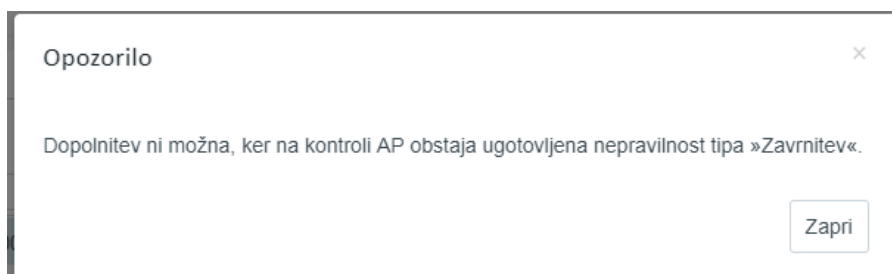 Opozorilo
×
Dopolnitev ni možna, ker na kontroli AP obstaja ugotovljena nepravilnost tipa »Zavrnitev«.
Zapri